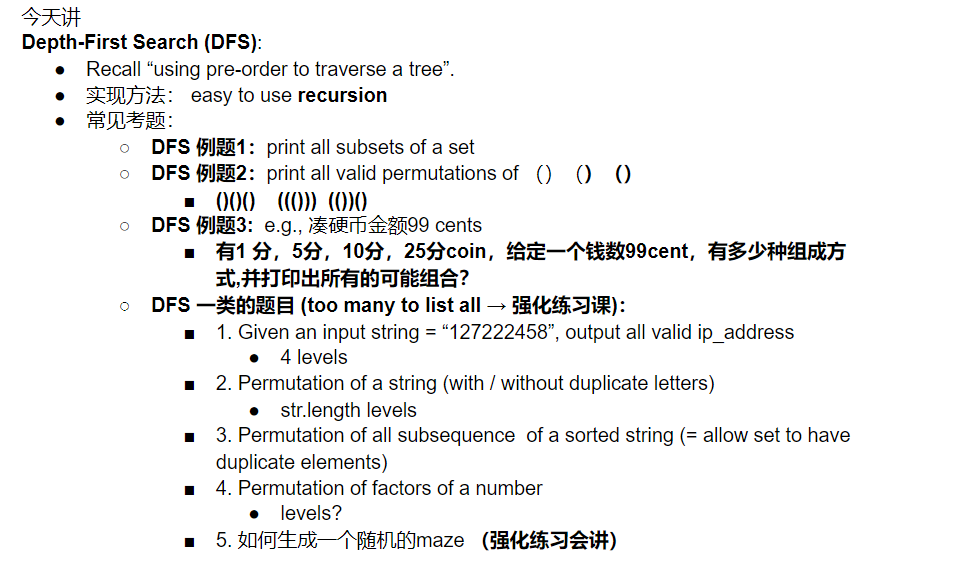 今天讲
Depth-First Search (DFS):
● Recall “using pre-order to traverse a tree”.
● 实现方法： easy to use recursion
● 常见考题：
○ DFS 例题1：print all subsets of a set
○ DFS 例题2：print all valid permutations of （） （） （）
■ ()()() ((())) (())()
○ DFS 例题3: e.g., 凑硬币金额99 cents
■ 有1 分，5分，10分，25分coin，给定一个钱数99cent，有多少种组成方
式,并打印出所有的可能组合？
○ DFS 一类的题目 (too many to list all → 强化练习课)：
■ 1. Given an input string = “127222458”, output all valid ip_address
● 4 levels
■ 2. Permutation of a string (with / without duplicate letters)
● str.length levels
■ 3. Permutation of all subsequence of a sorted string (= allow set to have
duplicate elements)
■ 4. Permutation of factors of a number
● levels?
■ 5. 如何生成一个随机的maze （强化练习会讲）